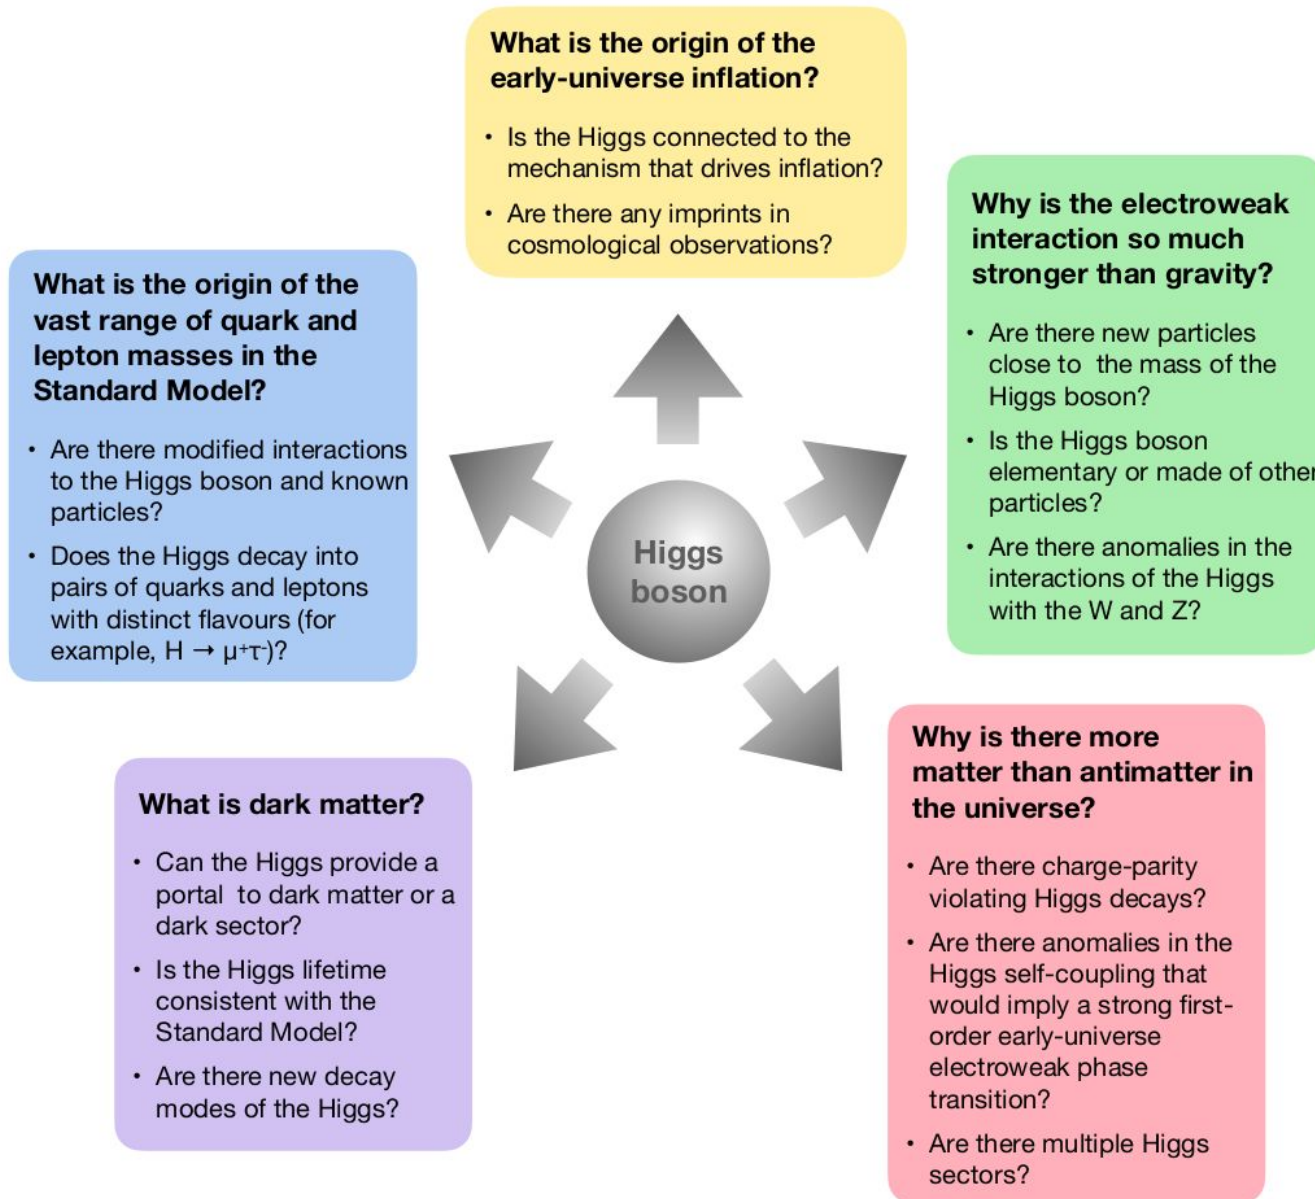 What is the origin of the
early-universe inflation?
• Is the Higgs connected to the
mechanism that drives inflation?
• Are there any imprints in
cosmological observations?
Why is the electroweak
interaction so much
stronger than gravity?
• Are there new particles
close to the mass of the
Higgs boson?
• Is the Higgs boson
elementary or made of other
particles?
• Are there anomalies in the
interactions of the Higgs
with the W and Z?
What is the origin of the
vast range of quark and
lepton masses in the
Standard Model?
• Are there modified interactions
to the Higgs boson and known
particles?
• Does the Higgs decay into
pairs of quarks and leptons
with distinct flavours (for
example, H → μ⁺τ⁻)?
Higgs
boson
Why is there more
matter than antimatter in
the universe?
• Are there charge-parity
violating Higgs decays?
• Are there anomalies in the
Higgs self-coupling that
would imply a strong first-
order early-universe
electroweak phase
transition?
• Are there multiple Higgs
sectors?
What is dark matter?
• Can the Higgs provide a
portal to dark matter or a
dark sector?
• Is the Higgs lifetime
consistent with the
Standard Model?
• Are there new decay
modes of the Higgs?